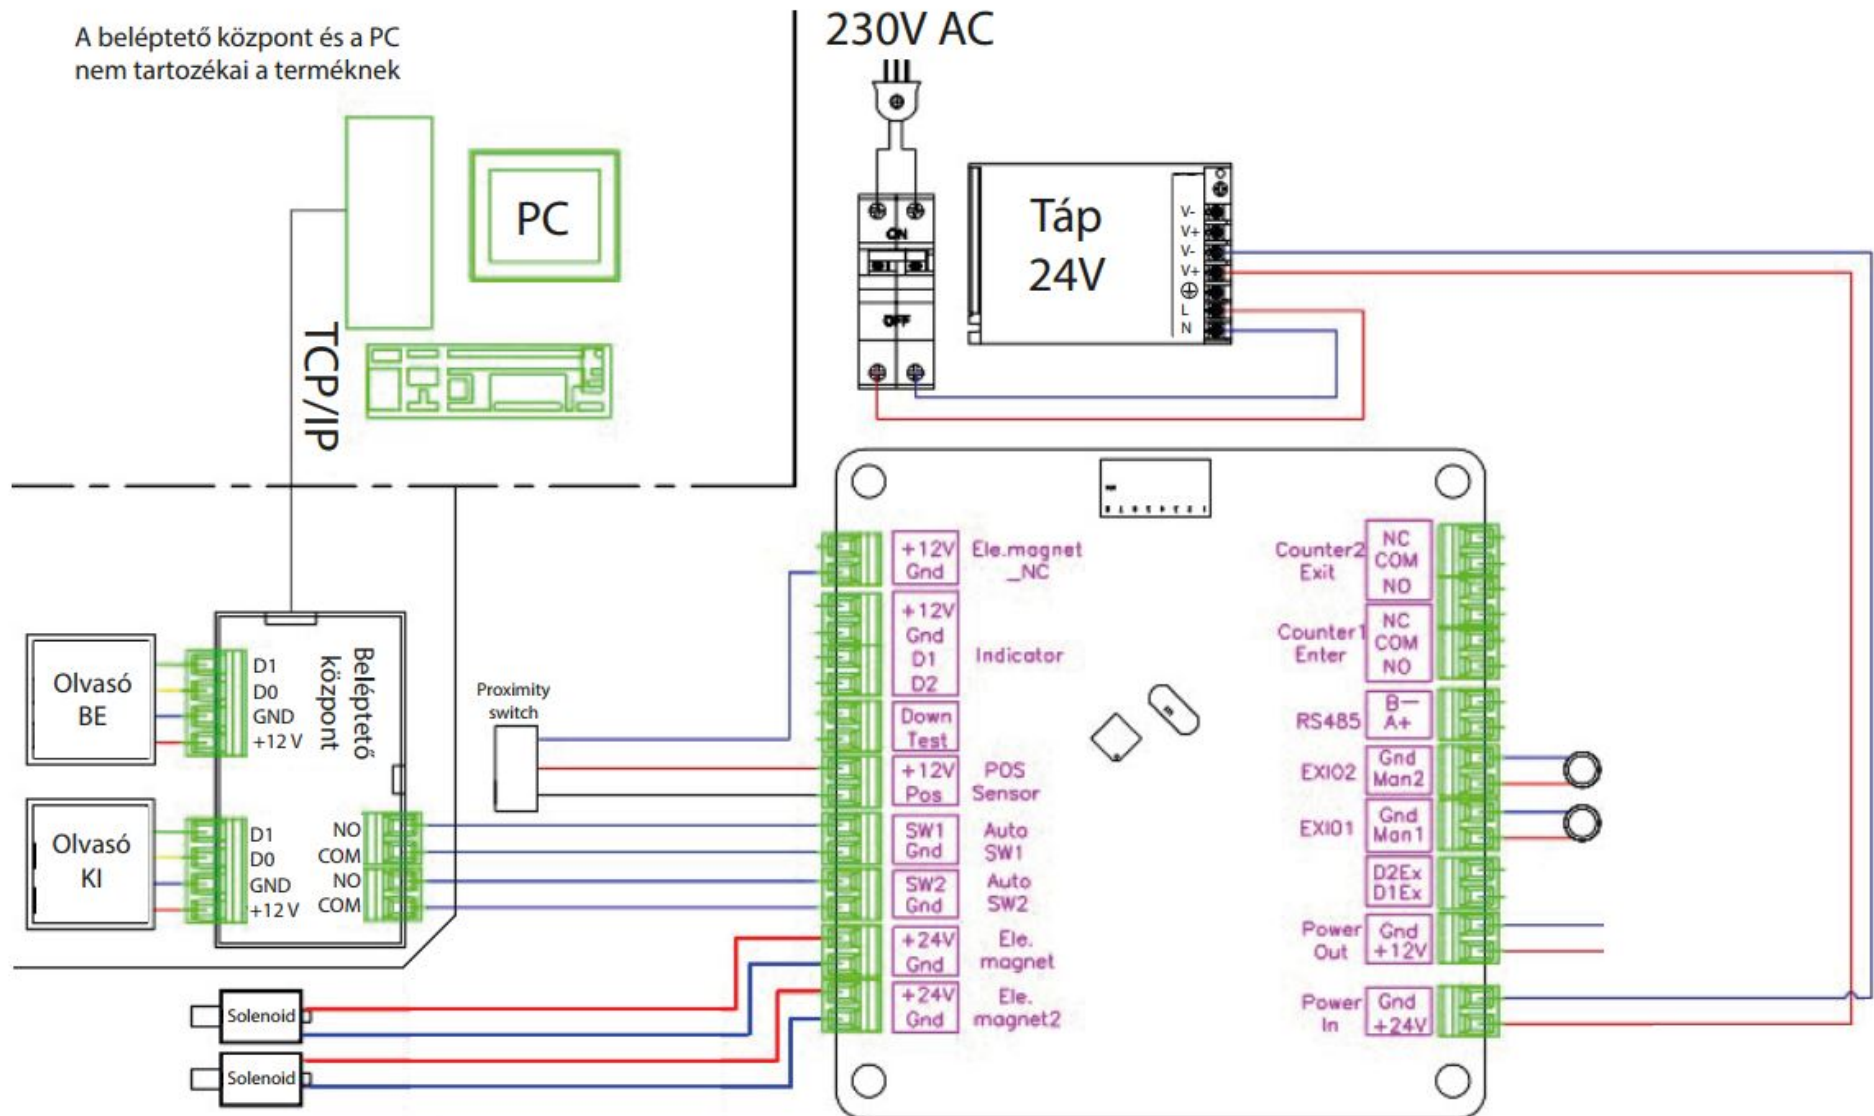 A beléptető központ és a PC
nem tartozékai a terméknek
230V AC
PC
TCP/IP
ON
OFF
Táp
24V
V-
V+
V-
V+
L
N
Olvasó
BE
D1
D0
GND
+12 V
Beléptető
központ
Olvasó
KI
D1
D0
GND
+12 V
NO
COM
NO
COM
Proximity
switch
Solenoid
Solenoid
+12V
Gnd
Ele.magnet
_NC
+12V
Gnd
D1
D2
Indicator
Down
Test
+12V
Pos
POS
Sensor
SW1
Gnd
Auto
SW1
SW2
Gnd
Auto
SW2
+24V
Gnd
Ele.
magnet
+24V
Gnd
Ele.
magnet2
Counter2
Exit
NC
COM
NO
Counter1
Enter
NC
COM
NO
RS485
B-
A+
EXIO2
Gnd
Man2
EXIO1
Gnd
Man1
D2Ex
D1Ex
Power
Out
Gnd
+12V
Power
In
Gnd
+24V